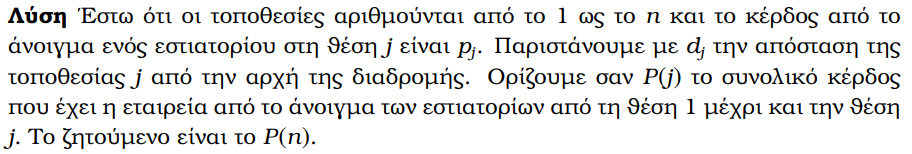 Λύση Έστω ότι οι τοποθεσίες αριθμούνται από το 1 ως το n και το κέρδος από το
άνοιγμα ενός εστιατορίου στη θέση j είναι pj. Παριστάνουμε με dj την απόσταση της
τοποθεσίας j από την αρχή της διαδρομής. Ορίζουμε σαν P(j) το συνολικό κέρδος
που έχει η εταιρεία από το άνοιγμα των εστιατορίων από τη θέση 1 μέχρι και την θέση
j. Το ζητούμενο είναι το P(n).